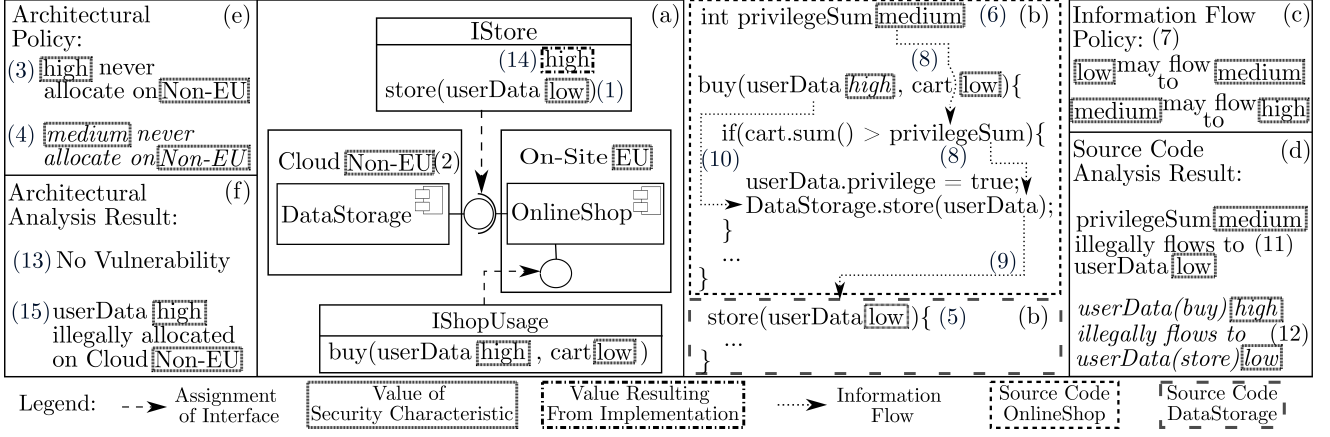 Architectural (e)
Policy:
(3) high never
allocate on Non-EU
(4) medium never
allocate on Non-EU
Architectural (f)
Analysis Result:
(13) No Vulnerability
(15) userData high
illegally allocated
on Cloud Non-EU
(a)
IStore
(14) high
store(userData low)(1)
Cloud Non-EU(2)
DataStorage
On-Site EU
OnlineShop
IShopUsage
buy(userData high , cart low )
int privilegeSum medium (6) (b)
(8)
buy(userData high, cart low){
if(cart.sum() > privilegeSum){
(10) (8)
userData.privilege = true;
DataStorage.store(userData);
}
...
(9)
}
store(userData low){ (5) (b)
...
}
Information Flow (c)
Policy: (7)
low may flow to medium
medium may flow to high
Source Code (d)
Analysis Result:
privilegeSum medium
illegally flows to (11)
userData low
userData(buy) high
illegally flows to (12)
userData(store) low
Legend:
Assignment
of Interface
Value of
Security Characteristic
Value Resulting
From Implementation
Information
Flow
Source Code
OnlineShop
Source Code
DataStorage